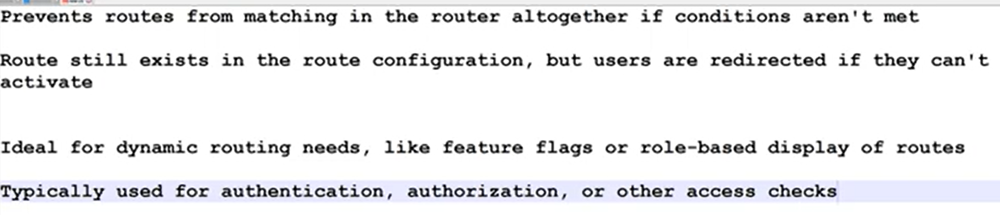 Prevents routes from matching in the router altogether if conditions aren't met
Route still exists in the route configuration, but users are redirected if they can't
activate
Ideal for dynamic routing needs, like feature flags or role-based display of routes
Typically used for authentication, authorization, or other access checks